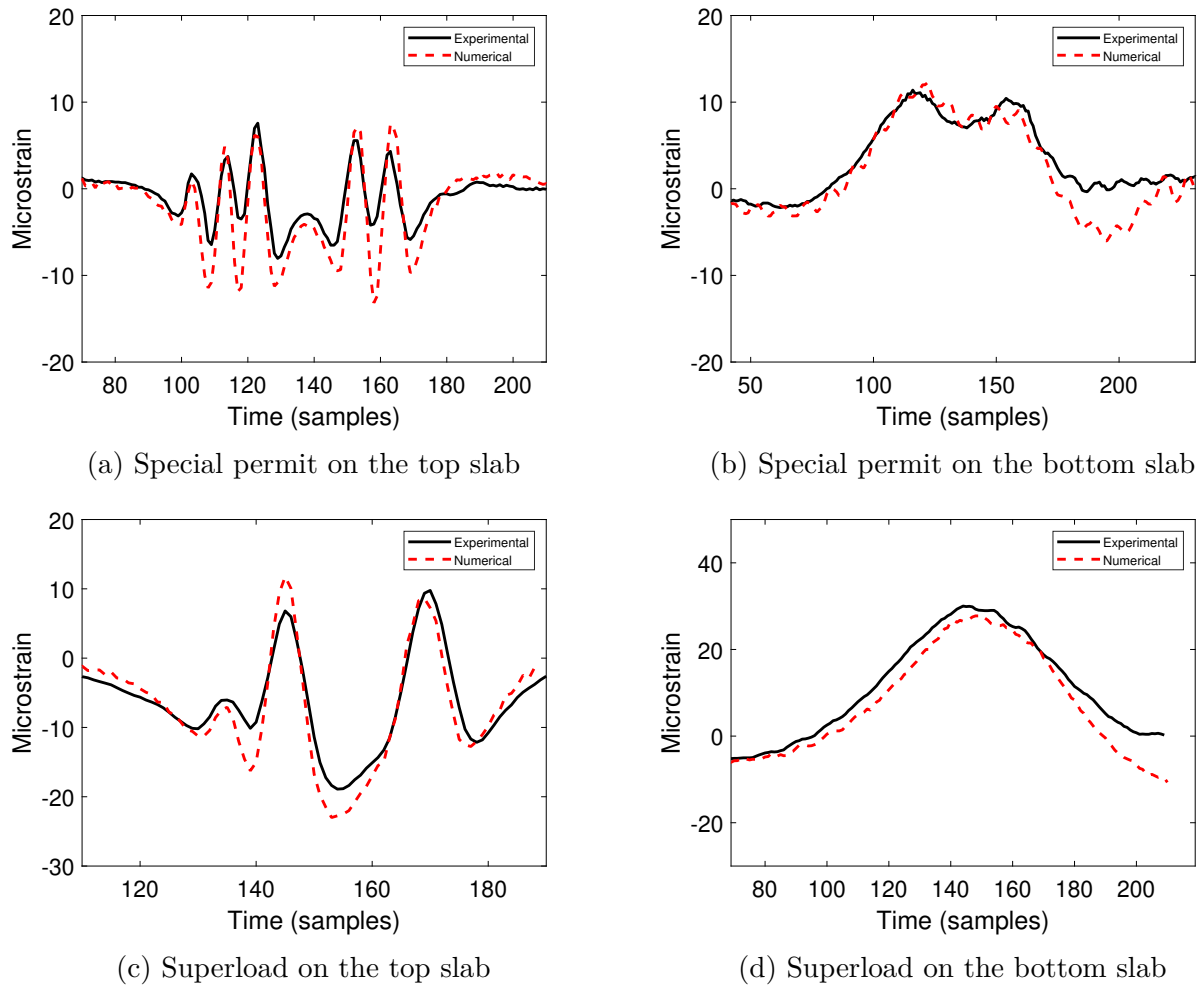 20
10
0
-10
-20
Microstrain
80 100 120 140 160 180 200
Time (samples)
Experimental
Numerical
(a) Special permit on the top slab
20
10
0
-10
-20
Microstrain
50 100 150 200
Time (samples)
Experimental
Numerical
(b) Special permit on the bottom slab
20
10
0
-10
-20
-30
Microstrain
120 140 160 180
Time (samples)
Experimental
Numerical
(c) Superload on the top slab
40
20
0
-20
Microstrain
80 100 120 140 160 180 200
Time (samples)
Experimental
Numerical
(d) Superload on the bottom slab